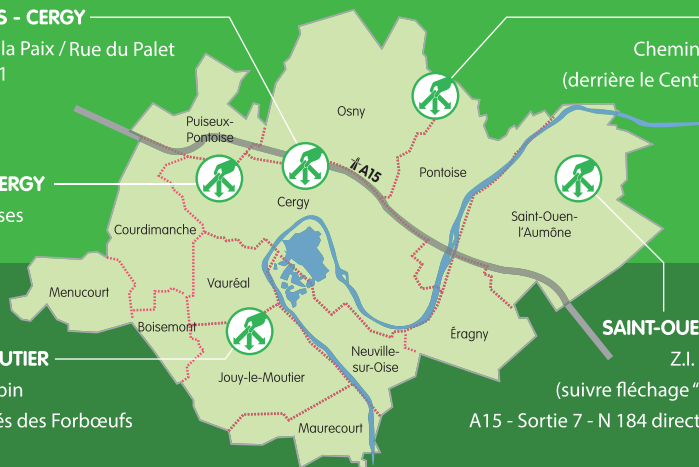 S - CERGY
la Paix / Rue du Palet
1
Chemin
(derrière le Cent
ERGY
ses
UTIER
pin
és des Forbœufs
SAINT-OUE
Z.I.
(suivre fléchage “
A15 - Sortie 7 - N 184 direct
Osny
Puiseux-
Pontoise
A15
Pontoise
Cergy
Saint-Ouen-
l’Aumône
Courdimanche
Menucourt
Vauréal
Boisemont
Éragny
Neuville-
sur-Oise
Jouy-le-Moutier
Maurecourt